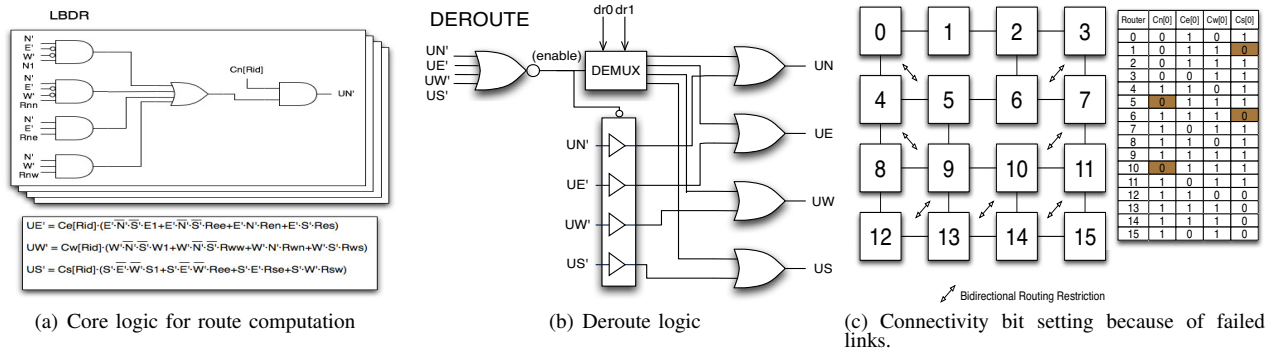 LBDR
N'
E'
W'
N1
N'
E'
W'
Rnn
N'
E'
Rne
N'
W'
Rnw
Cn[Rid]
UN'
UE' = Ce[Rid]·(E'·N̅'·S̅'·E1+E'·N̅'·S̅'·Ree+E'·N'·Ren+E'·S'·Res)
UW' = Cw[Rid]·(W'·N̅'·S̅'·W1+W'·N̅'·S̅'·Rww+W'·N'·Rwn+W'·S'·Rws)
US' = Cs[Rid]·(S'·E̅'·W̅'·S1+S'·E̅'·W̅'·Ree+S'·E'·Rse+S'·W'·Rsw)
(a) Core logic for route computation
DEROUTE
dr0 dr1
UN'
UE'
UW'
US'
(enable)
DEMUX
UN'
UE'
UW'
US'
UN
UE
UW
US
(b) Deroute logic
0 1 2 3
4 5 6 7
8 9 10 11
12 13 14 15
Bidirectional Routing Restriction
Router Cn[0] Ce[0] Cw[0] Cs[0]
0 0 1 0 1
1 0 1 1 0
2 0 1 1 1
3 0 0 1 1
4 1 1 0 1
5 0 1 1 1
6 1 1 1 0
7 1 0 1 1
8 1 1 0 1
9 1 1 1 1
10 0 1 1 1
11 1 0 1 1
12 1 1 0 0
13 1 1 1 0
14 1 1 1 0
15 1 0 1 0
(c) Connectivity bit setting because of failed
links.